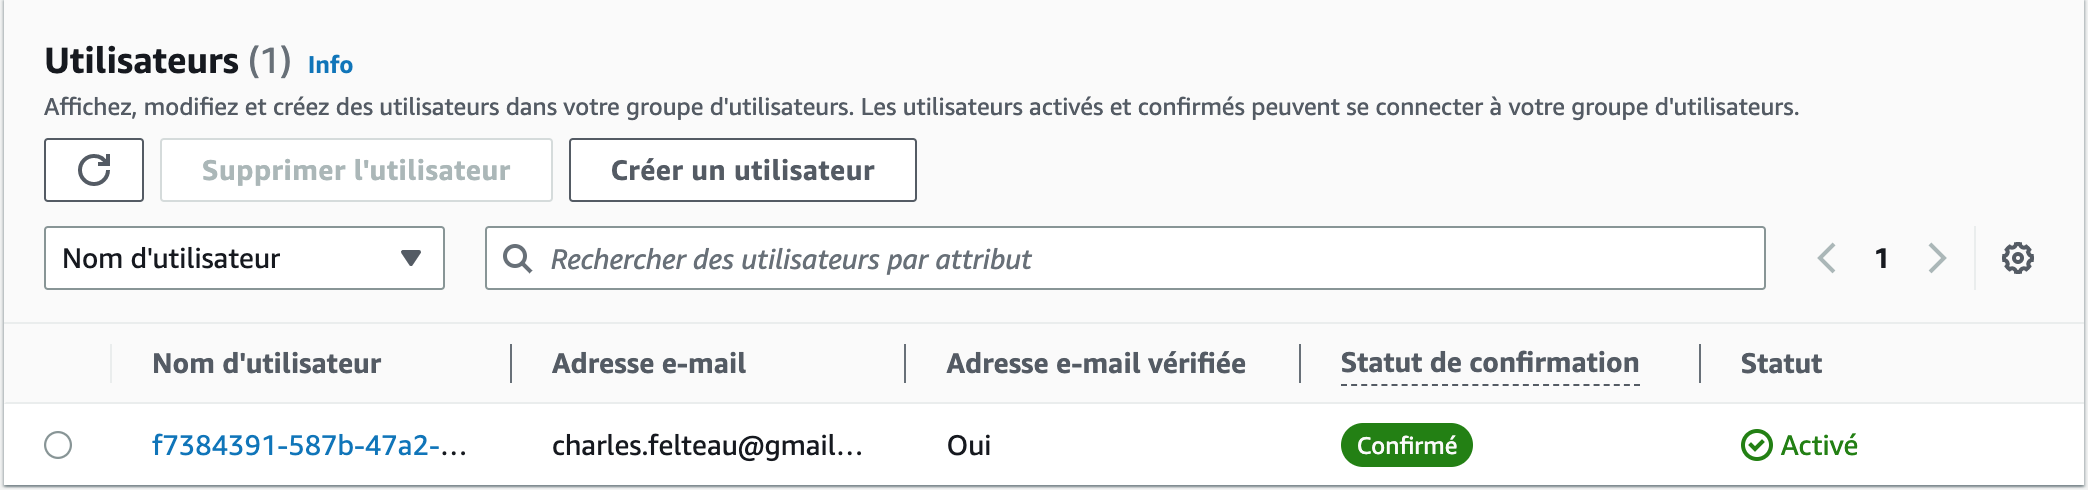 Utilisateurs (1) Info
Affichez, modifiez et créez des utilisateurs dans votre groupe d'utilisateurs. Les utilisateurs activés et confirmés peuvent se connecter à votre groupe d'utilisateurs.
Supprimer l'utilisateur Créer un utilisateur
Nom d'utilisateur Rechercher des utilisateurs par attribut 1
Nom d'utilisateur Adresse e-mail Adresse e-mail vérifiée Statut de confirmation Statut
f7384391-587b-47a2-... charles.felteau@gmail... Oui Confirmé Activé